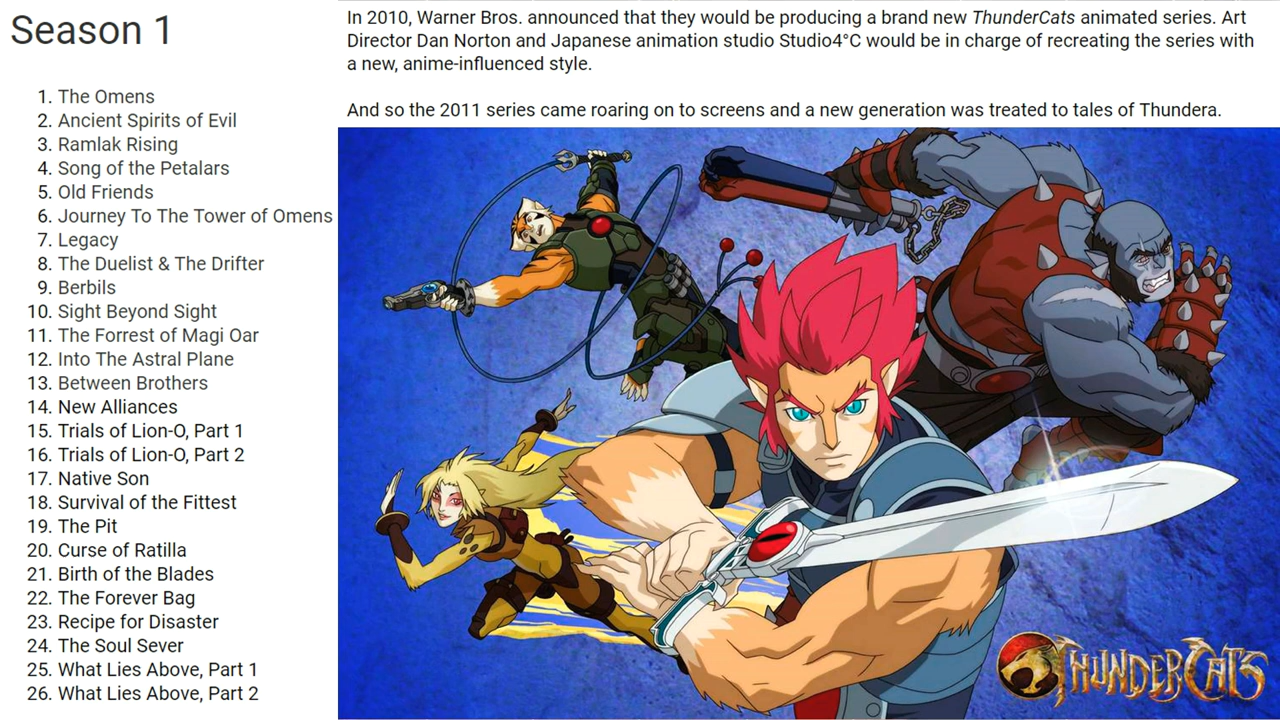 Season 1
1. The Omens
2. Ancient Spirits of Evil
3. Ramlak Rising
4. Song of the Petalars
5. Old Friends
6. Journey To The Tower of Omens
7. Legacy
8. The Duelist & The Drifter
9. Berbils
10. Sight Beyond Sight
11. The Forrest of Magi Oar
12. Into The Astral Plane
13. Between Brothers
14. New Alliances
15. Trials of Lion-O, Part 1
16. Trials of Lion-O, Part 2
17. Native Son
18. Survival of the Fittest
19. The Pit
20. Curse of Ratilla
21. Birth of the Blades
22. The Forever Bag
23. Recipe for Disaster
24. The Soul Sever
25. What Lies Above, Part 1
26. What Lies Above, Part 2
In 2010, Warner Bros. announced that they would be producing a brand new ThunderCats animated series. Art
Director Dan Norton and Japanese animation studio Studio4°C would be in charge of recreating the series with
a new, anime-influenced style.
And so the 2011 series came roaring on to screens and a new generation was treated to tales of Thundera.
THUNDERCATS